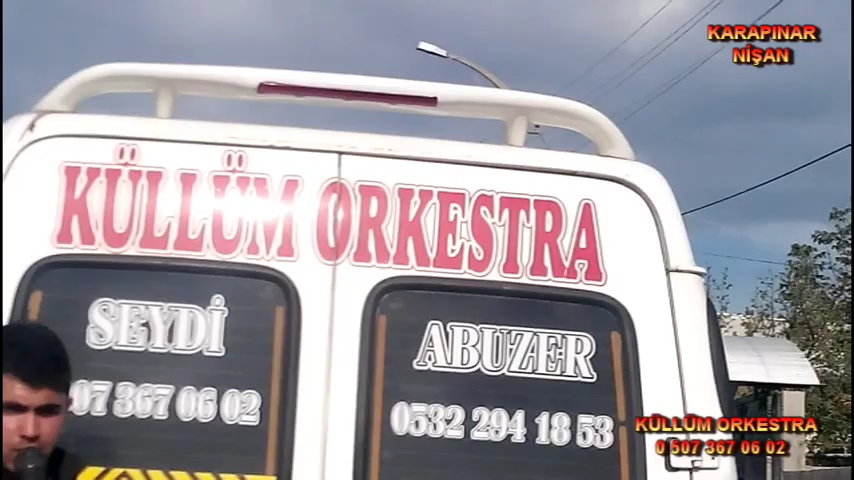 KARAPINAR
NİŞAN
KÜLLÜM ORKESTRA
SEYDİ
ABUZER
507 367 06 02
0532 294 18 53
KÜLLÜM ORKESTRA
0 507 367 06 02